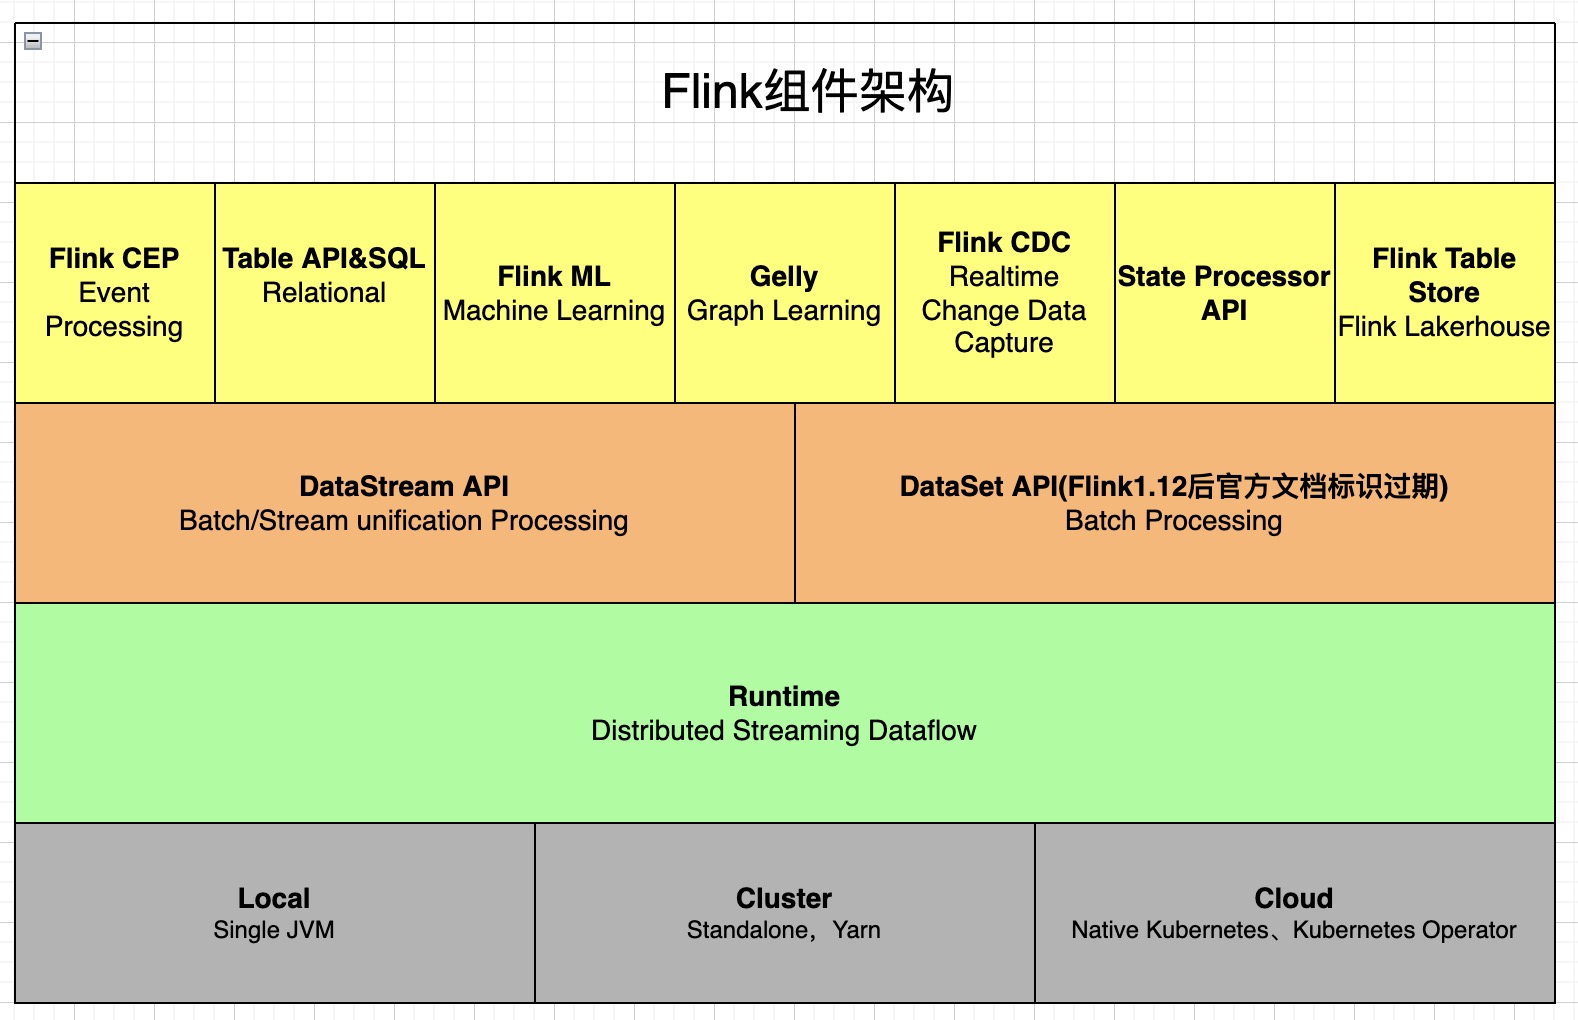 Flink组件架构
Flink CEP
Event
Processing
Table API&SQL
Relational
Flink ML
Machine Learning
Gelly
Graph Learning
Flink CDC
Realtime
Change Data
Capture
State Processor
API
Flink Table
Store
Flink Lakerhouse
DataStream API
Batch/Stream unification Processing
DataSet API(Flink1.12后官方文档标识过期)
Batch Processing
Runtime
Distributed Streaming Dataflow
Local
Single JVM
Cluster
Standalone，Yarn
Cloud
Native Kubernetes、Kubernetes Operator